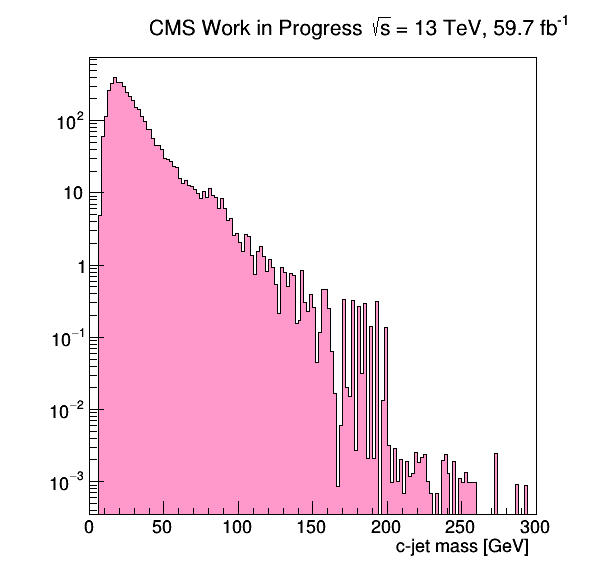 CMS Work in Progress √s = 13 TeV, 59.7 fb⁻¹
10²
10
1
10⁻¹
10⁻²
10⁻³
0 50 100 150 200 250 300
c-jet mass [GeV]